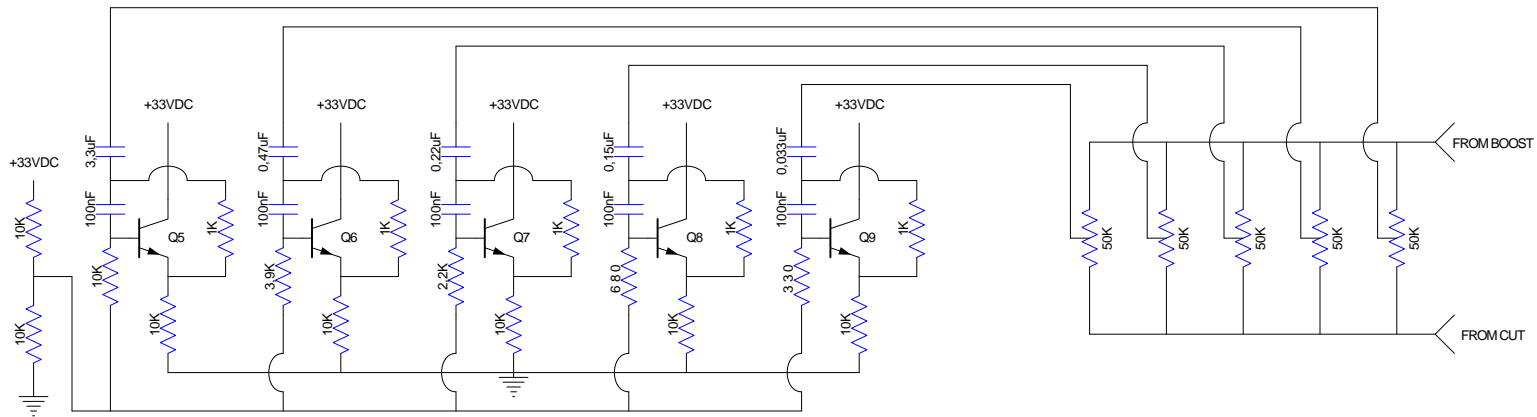 +33VDC
+33VDC
+33VDC
+33VDC
+33VDC
+33VDC
3,3uF
0,47uF
0,22uF
0,15uF
0,033uF
100nF
100nF
100nF
100nF
100nF
10K
1K
1K
1K
1K
1K
Q5
Q6
Q7
Q8
Q9
10K
3,9K
2,2K
680
330
10K
10K
10K
10K
10K
10K
50K
50K
50K
50K
50K
FROM BOOST
FROM CUT